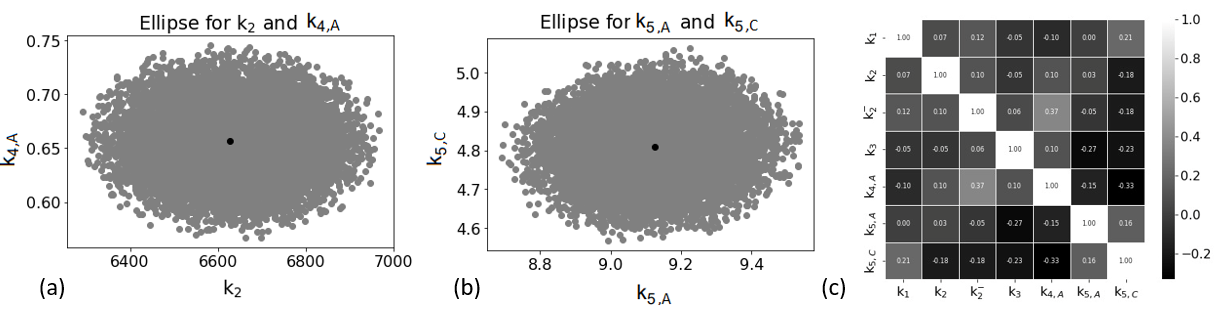 Ellipse for k2 and k4,A
0.75
0.70
0.65
0.60
k4,A
6400 6600 6800 7000
k2
(a)
Ellipse for k5,A and k5,C
5.0
4.9
4.8
4.7
4.6
k5,C
8.8 9.0 9.2 9.4
k5,A
(b)
k1 1.00 0.07 0.12 -0.05 -0.10 0.00 0.21
k2 0.07 1.00 0.10 -0.05 0.10 0.03 -0.18
k2− 0.12 0.10 1.00 0.06 0.37 -0.05 -0.18
k3 -0.05 -0.05 0.06 1.00 0.10 -0.27 -0.23
k4,A -0.10 0.10 0.37 0.10 1.00 -0.15 -0.33
k5,A 0.00 0.03 -0.05 -0.27 -0.15 1.00 0.16
k5,C 0.21 -0.18 -0.18 -0.23 -0.33 0.16 1.00
k1 k2 k2− k3 k4,A k5,A k5,C
(c)
1.0
0.8
0.6
0.4
0.2
0.0
−0.2